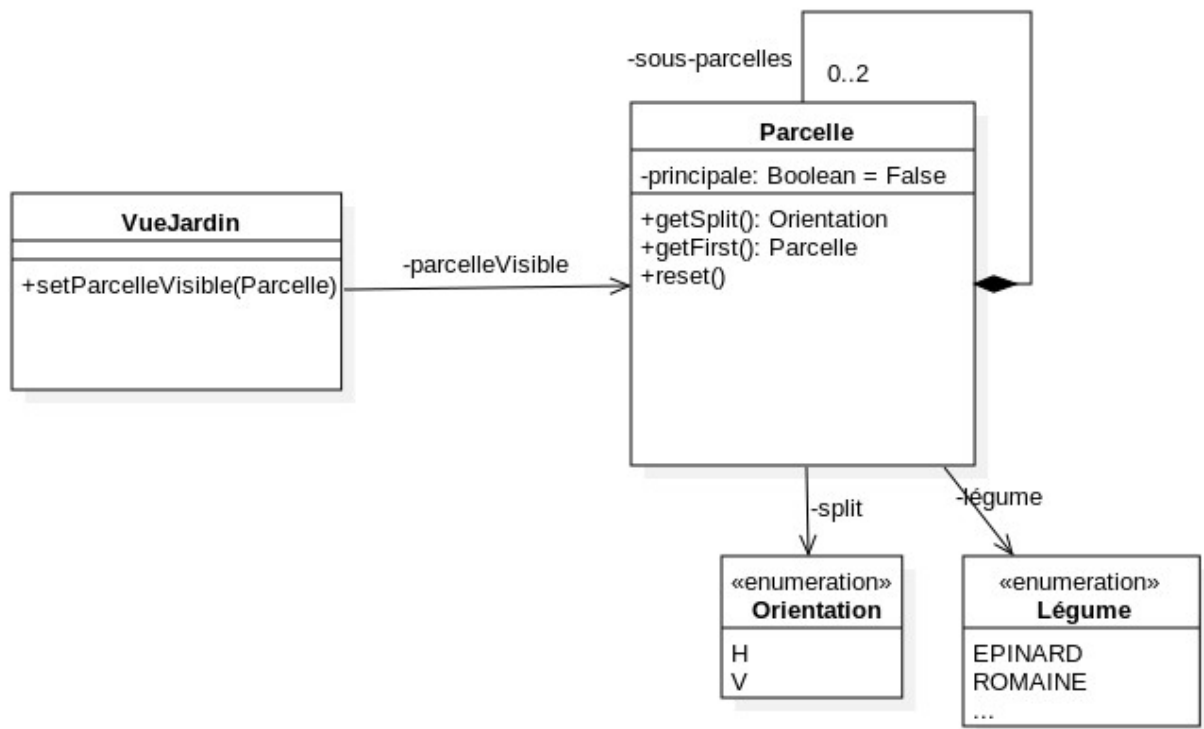 -sous-parcelles
0..2
Parcelle
-principale: Boolean = False
+getSplit(): Orientation
+getFirst(): Parcelle
+reset()
VueJardin
+setParcelleVisible(Parcelle)
-parcelleVisible
-split
-légume
«enumeration»
Orientation
H
V
«enumeration»
Légume
EPINARD
ROMAINE
...